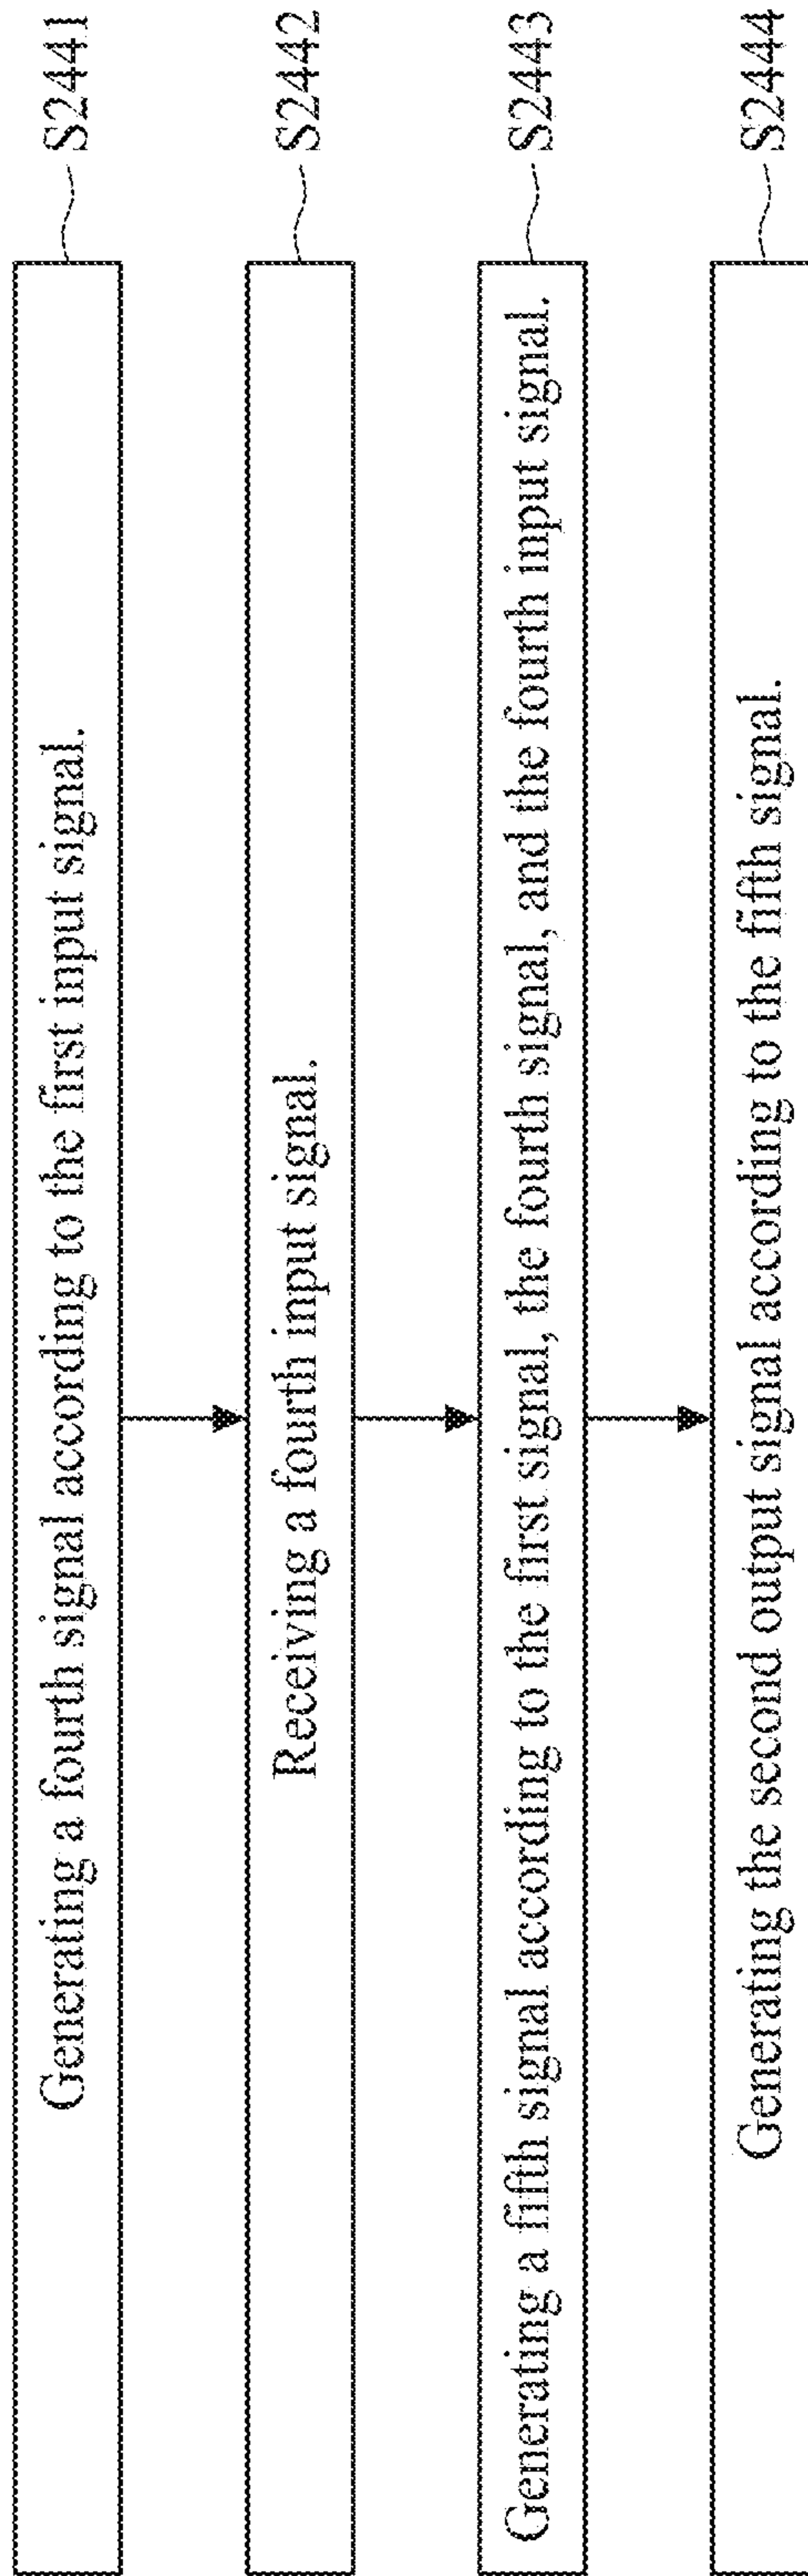 Generating a fourth signal according to the first input signal.
S2441
Receiving a fourth input signal.
S2442
Generating a fifth signal according to the first signal, the fourth signal, and the fourth input signal.
S2443
Generating the second output signal according to the fifth signal.
S2444